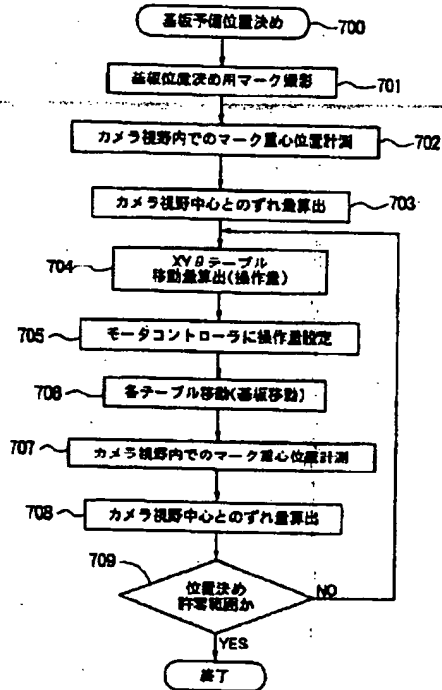 基板予備位置決め
700
基板位置決め用マーク撮影
701
カメラ視野内でのマーク重心位置計測
702
カメラ視野中心とのずれ量算出
703
704
XYθテーブル
移動量算出(操作量)
705
モータコントローラに操作量設定
706
各テーブル移動(基板移動)
707
カメラ視野内でのマーク重心位置計測
708
カメラ視野中心とのずれ量算出
709
位置決め
許容範囲か
NO
YES
終了